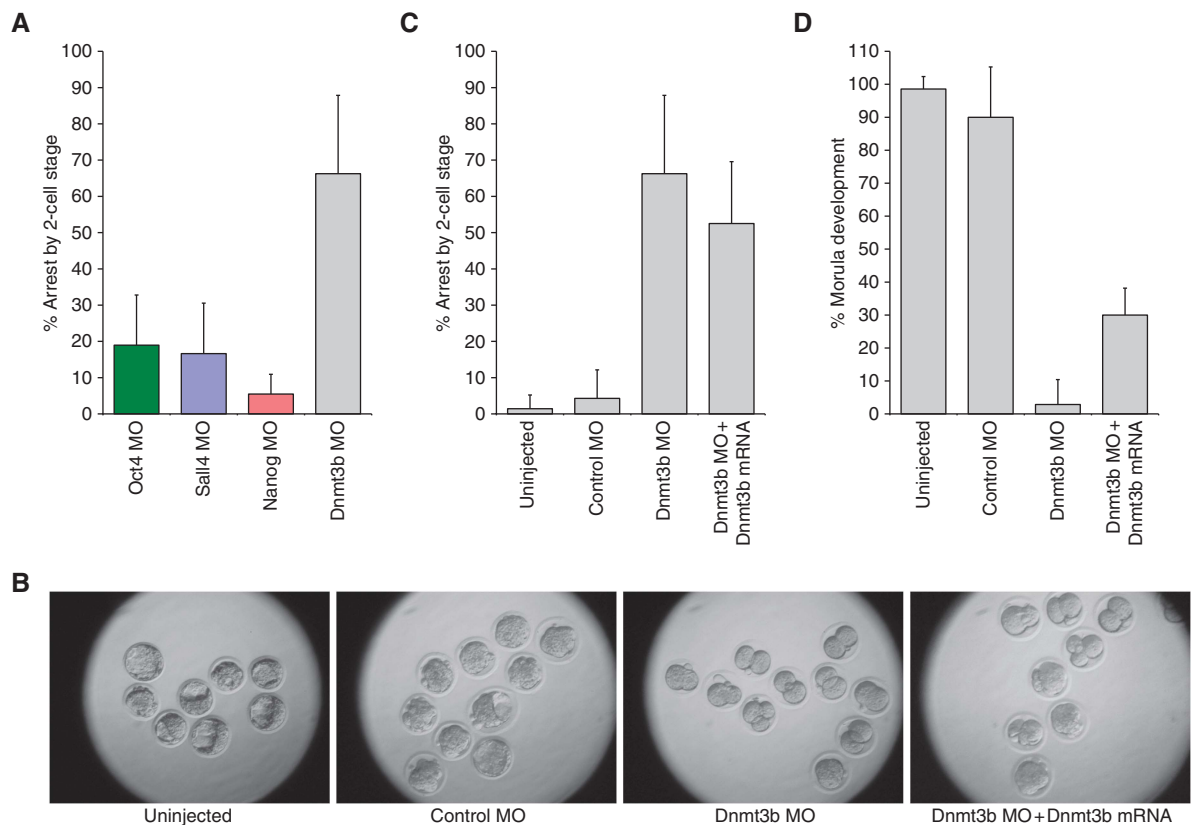 A
% Arrest by 2-cell stage
100
90
80
70
60
50
40
30
20
10
0
Oct4 MO
Sall4 MO
Nanog MO
Dnmt3b MO
C
% Arrest by 2-cell stage
100
90
80
70
60
50
40
30
20
10
0
Uninjected
Control MO
Dnmt3b MO
Dnmt3b MO+
Dnmt3b mRNA
D
% Morula development
110
100
90
80
70
60
50
40
30
20
10
0
Uninjected
Control MO
Dnmt3b MO
Dnmt3b MO+
Dnmt3b mRNA
B
Uninjected
Control MO
Dnmt3b MO
Dnmt3b MO+Dnmt3b mRNA